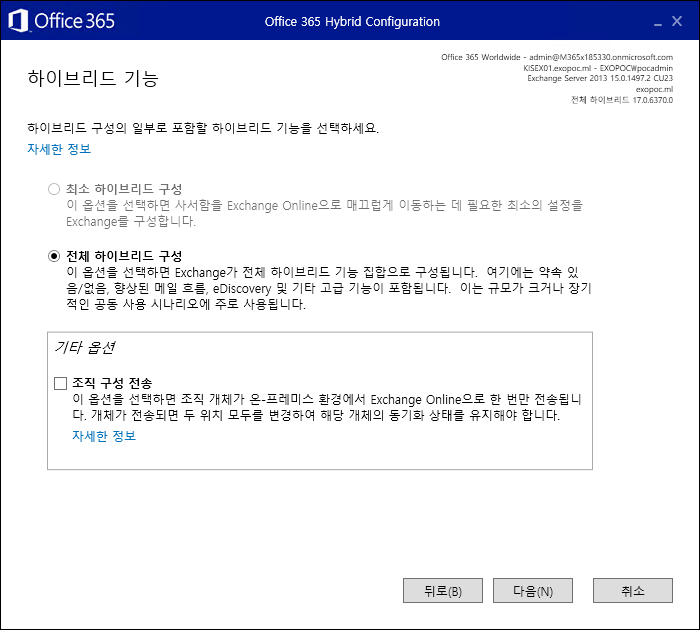 Office 365
Office 365 Hybrid Configuration
하이브리드 기능
Office 365 Worldwide - admin@M365x185330.onmicrosoft.com
KISEX01.exopoc.ml - EXOPOC₩pocadmin
Exchange Server 2013 15.0.1497.2 CU23
exopoc.ml
전체 하이브리드 17.0.6370.0
하이브리드 구성의 일부로 포함할 하이브리드 기능을 선택하세요.
자세한 정보
최소 하이브리드 구성
이 옵션을 선택하면 사서함을 Exchange Online으로 매끄럽게 이동하는 데 필요한 최소의 설정을
Exchange를 구성합니다.
전체 하이브리드 구성
이 옵션을 선택하면 Exchange가 전체 하이브리드 기능 집합으로 구성됩니다.  여기에는 약속 있
음/없음, 향상된 메일 흐름, eDiscovery 및 기타 고급 기능이 포함됩니다.  이는 규모가 크거나 장기
적인 공동 사용 시나리오에 주로 사용됩니다.
기타 옵션
조직 구성 전송
이 옵션을 선택하면 조직 개체가 온-프레미스 환경에서 Exchange Online으로 한 번만 전송됩니
다. 개체가 전송되면 두 위치 모두를 변경하여 해당 개체의 동기화 상태를 유지해야 합니다.
자세한 정보
뒤로(B)
다음(N)
취소